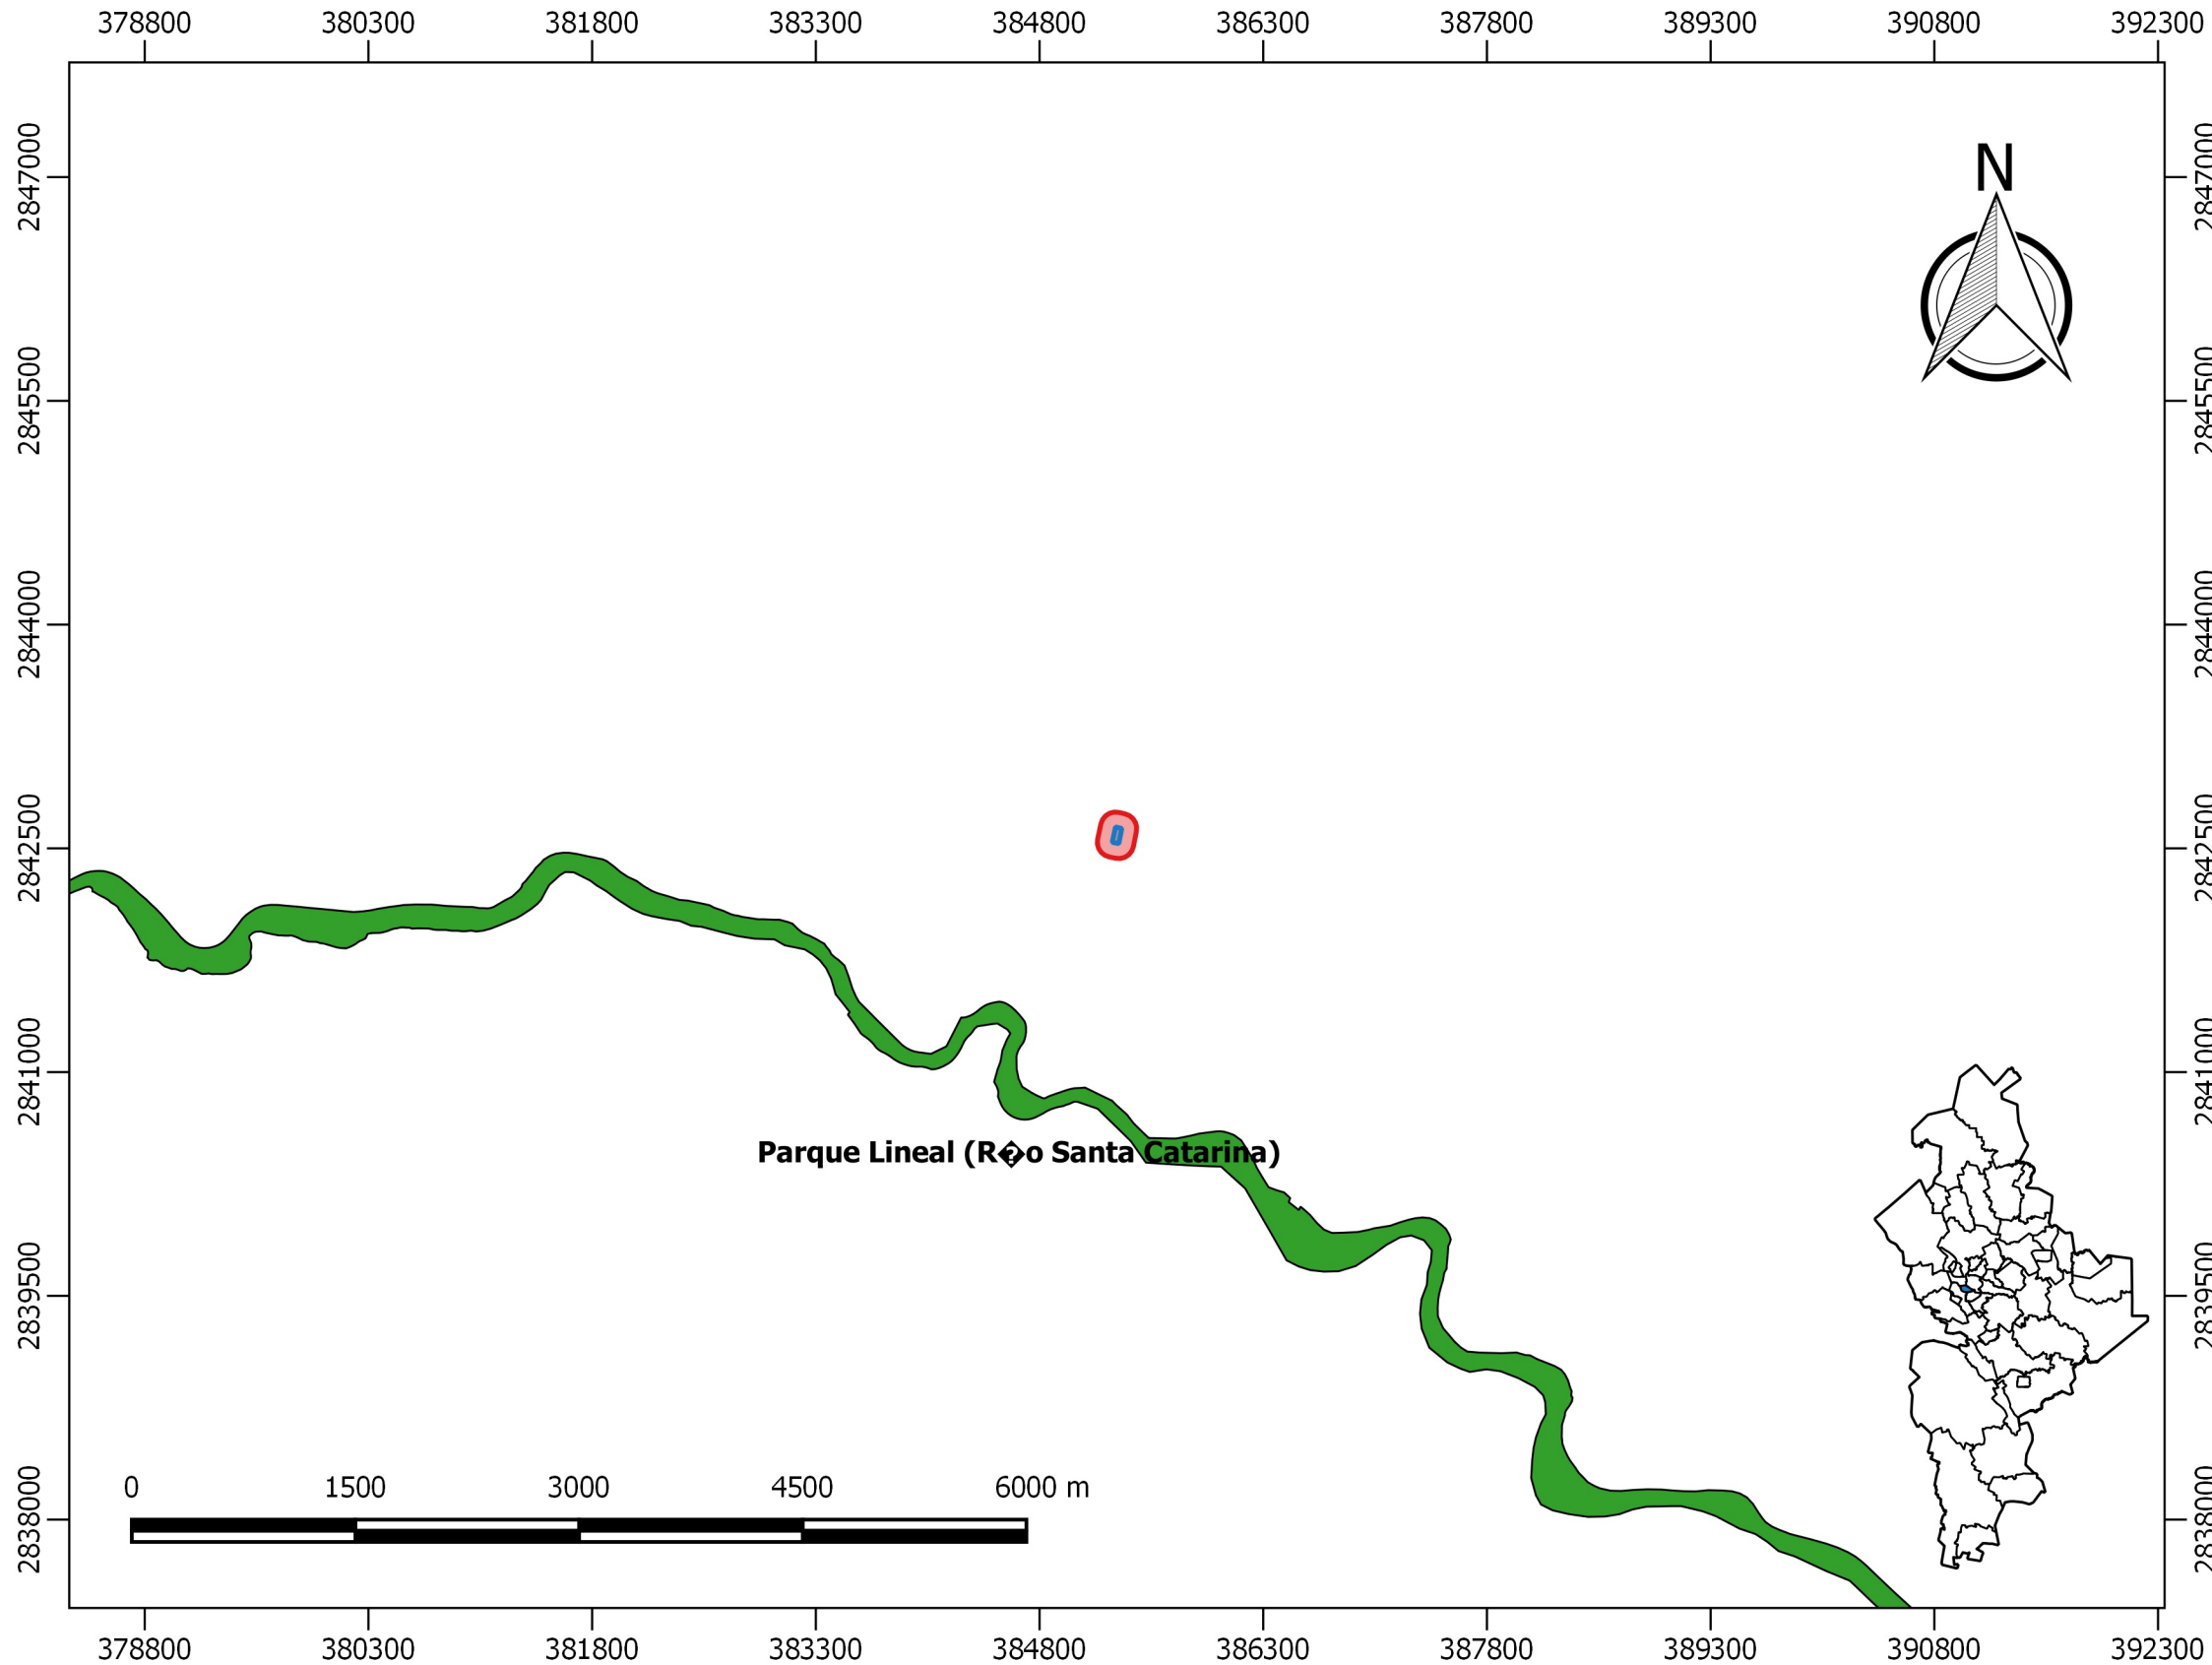 378800 380300 381800 383300 384800 386300 387800 389300 390800 392300
N
2847000 2847000
2845500 2845500
2844000 2844000
2842500 2842500
2841000 2841000
Parque Lineal (R�o Santa Catarina)
2839500 2839500
2838000 2838000
0 1500 3000 4500 6000 m
378800 380300 381800 383300 384800 386300 387800 389300 390800 392300